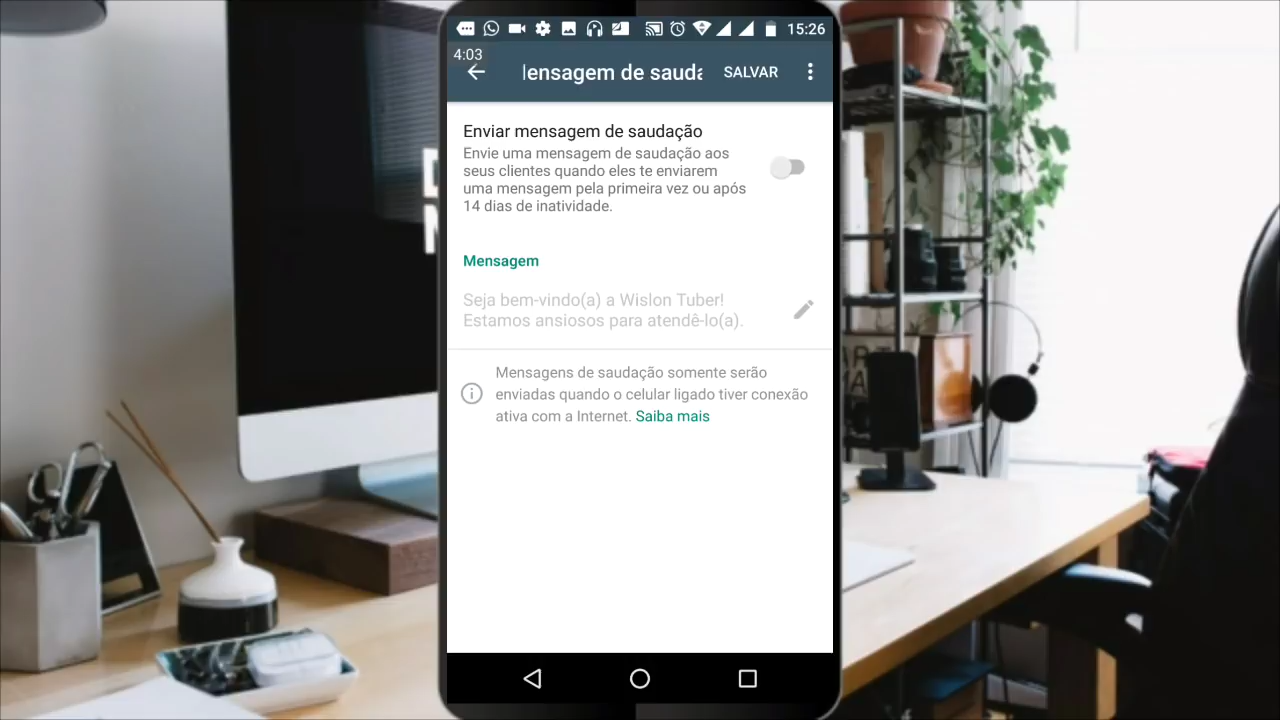 15:26
4:03
ensagem de sauda
SALVAR
Enviar mensagem de saudação
Envie uma mensagem de saudação aos
seus clientes quando eles te enviarem
uma mensagem pela primeira vez ou após
14 dias de inatividade.
Mensagem
Seja bem-vindo(a) a Wislon Tuber!
Estamos ansiosos para atendê-lo(a).
Mensagens de saudação somente serão
enviadas quando o celular ligado tiver conexão
ativa com a Internet. Saiba mais